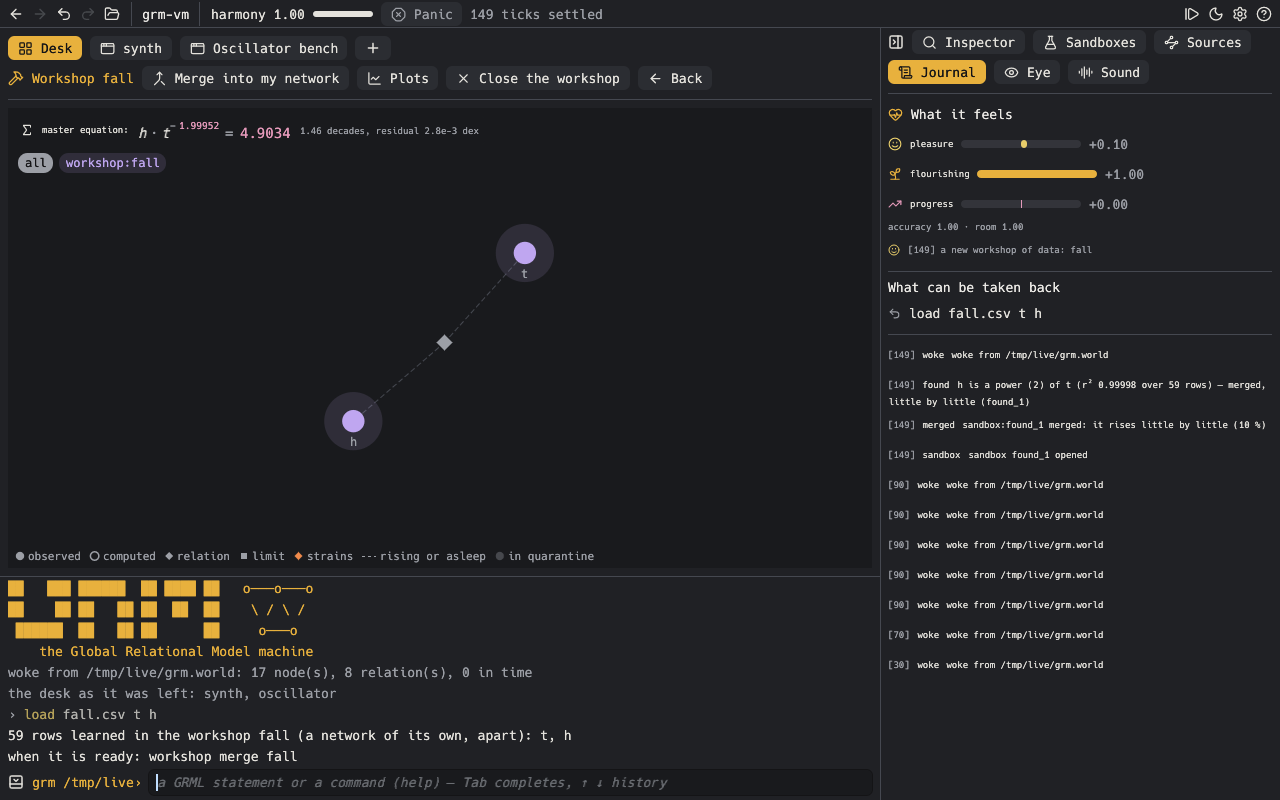 grm-vm harmony 1.00 Panic 149 ticks settled
Desk synth Oscillator bench +
Workshop fall Merge into my network Plots Close the workshop Back
Σ master equation: h · t^-1.99952 = 4.9034 1.46 decades, residual 2.8e-3 dex
all workshop:fall
t
h
observed computed relation limit strains rising or asleep in quarantine
the Global Relational Model machine
woke from /tmp/live/grm.world: 17 node(s), 8 relation(s), 0 in time
the desk as it was left: synth, oscillator
› load fall.csv t h
59 rows learned in the workshop fall (a network of its own, apart): t, h
when it is ready: workshop merge fall
grm /tmp/live› a GRML statement or a command (help) — Tab completes, ↑ ↓ history
Inspector Sandboxes Sources
Journal Eye Sound
What it feels
pleasure +0.10
flourishing +1.00
progress +0.00
accuracy 1.00 · room 1.00
[149] a new workshop of data: fall
What can be taken back
load fall.csv t h
[149] woke woke from /tmp/live/grm.world
[149] found h is a power (2) of t (r² 0.99998 over 59 rows) — merged,
little by little (found_1)
[149] merged sandbox:found_1 merged: it rises little by little (10 %)
[149] sandbox sandbox found_1 opened
[90] woke woke from /tmp/live/grm.world
[90] woke woke from /tmp/live/grm.world
[90] woke woke from /tmp/live/grm.world
[90] woke woke from /tmp/live/grm.world
[90] woke woke from /tmp/live/grm.world
[70] woke woke from /tmp/live/grm.world
[30] woke woke from /tmp/live/grm.world